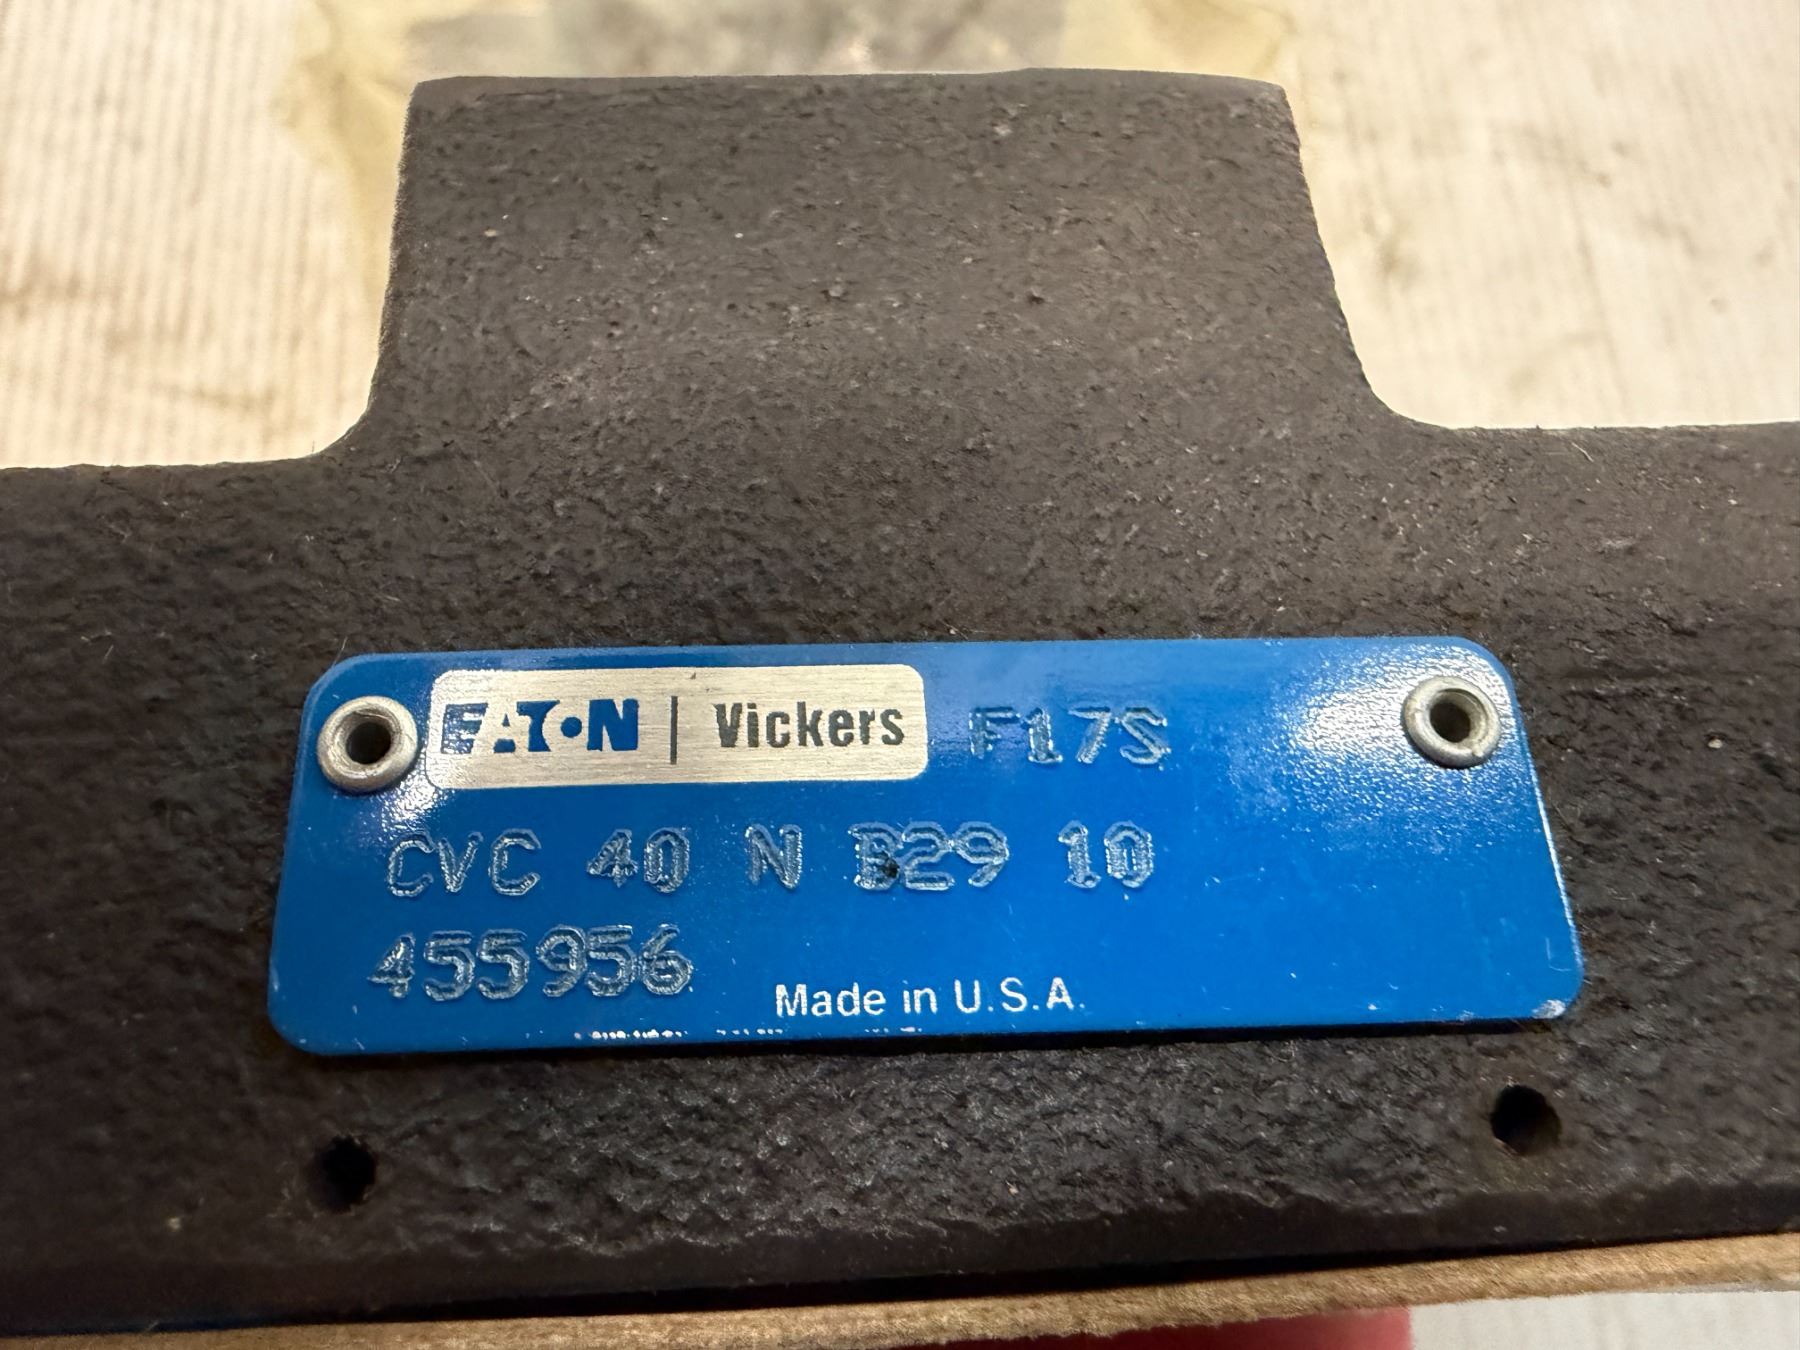 EATON | Vickers F17S
CVC 40 N B29 10
455956
Made in U.S.A.